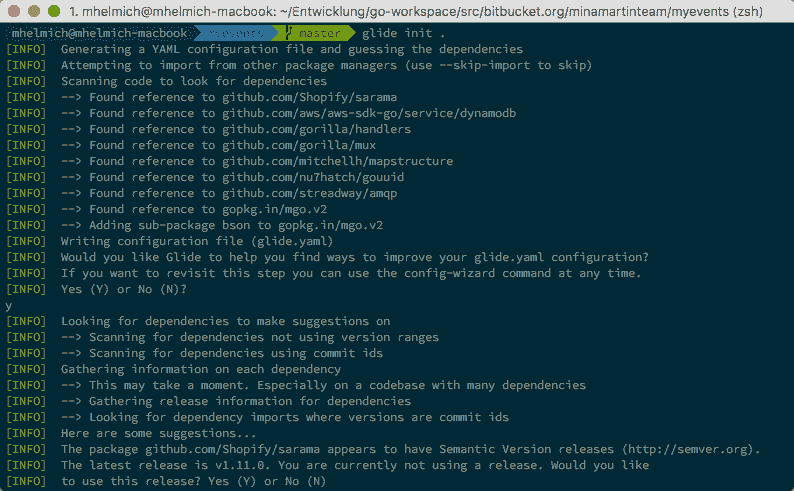 1. mhelmich@mhelmich-macbook: ~/Entwicklung/go-workspace/src/bitbucket.org/minamartinteam/myevents (zsh)
mhelmich@mhelmich-macbook myevents master glide init .
[INFO] Generating a YAML configuration file and guessing the dependencies
[INFO] Attempting to import from other package managers (use --skip-import to skip)
[INFO] Scanning code to look for dependencies
[INFO] --> Found reference to github.com/Shopify/sarama
[INFO] --> Found reference to github.com/aws/aws-sdk-go/service/dynamodb
[INFO] --> Found reference to github.com/gorilla/handlers
[INFO] --> Found reference to github.com/gorilla/mux
[INFO] --> Found reference to github.com/mitchellh/mapstructure
[INFO] --> Found reference to github.com/nu7hatch/gouuid
[INFO] --> Found reference to github.com/streadway/amqp
[INFO] --> Found reference to gopkg.in/mgo.v2
[INFO] --> Adding sub-package bson to gopkg.in/mgo.v2
[INFO] Writing configuration file (glide.yaml)
[INFO] Would you like Glide to help you find ways to improve your glide.yaml configuration?
[INFO] If you want to revisit this step you can use the config-wizard command at any time.
[INFO] Yes (Y) or No (N)?
y
[INFO] Looking for dependencies to make suggestions on
[INFO] --> Scanning for dependencies not using version ranges
[INFO] --> Scanning for dependencies using commit ids
[INFO] Gathering information on each dependency
[INFO] --> This may take a moment. Especially on a codebase with many dependencies
[INFO] --> Gathering release information for dependencies
[INFO] --> Looking for dependency imports where versions are commit ids
[INFO] Here are some suggestions...
[INFO] The package github.com/Shopify/sarama appears to have Semantic Version releases (http://semver.org).
[INFO] The latest release is v1.11.0. You are currently not using a release. Would you like
[INFO] to use this release? Yes (Y) or No (N)